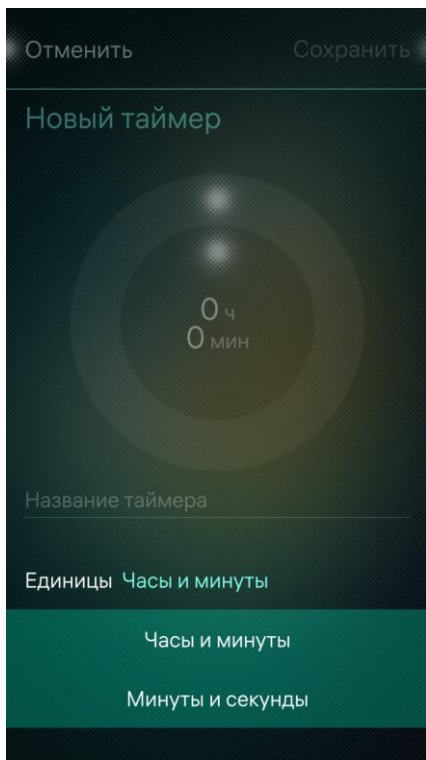 Отменить Сохранить
Новый таймер
0 ч
0 мин
Название таймера
Единицы Часы и минуты
Часы и минуты
Минуты и секунды